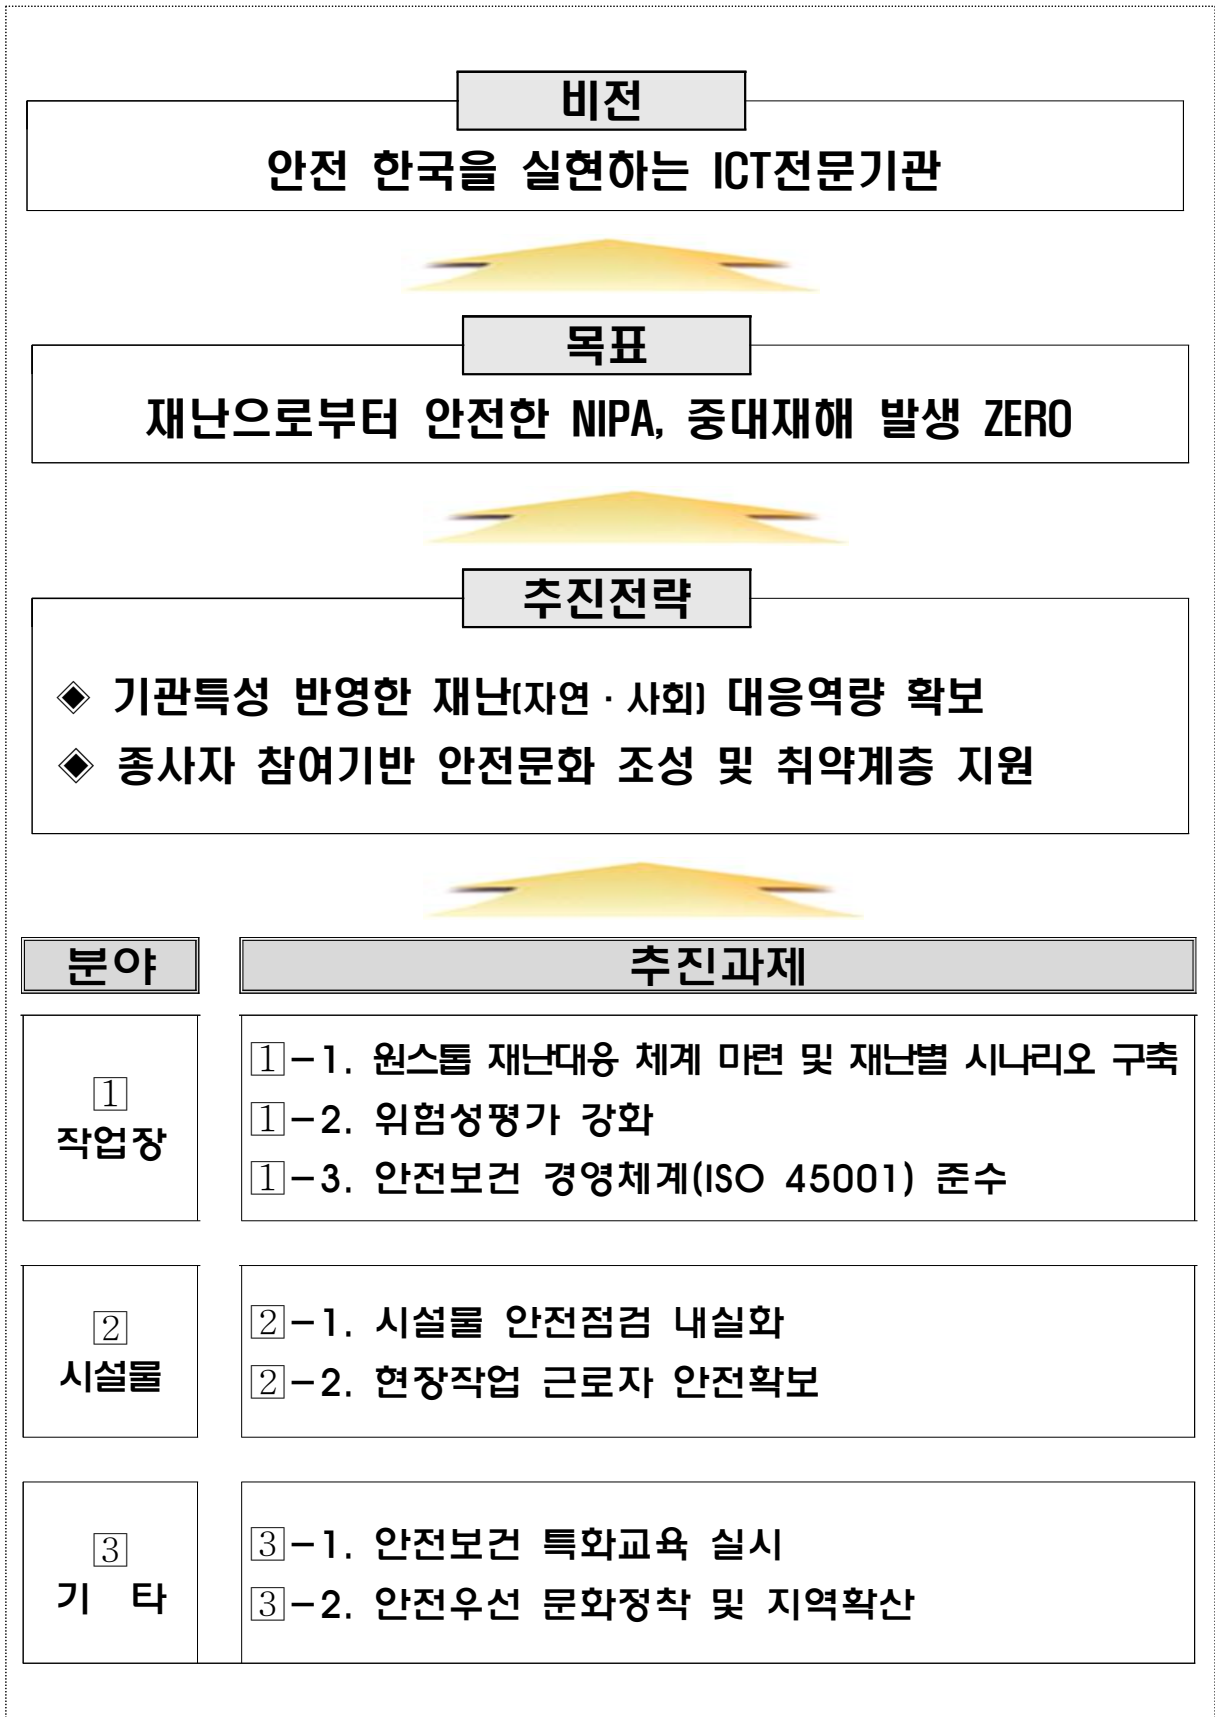 비전
안전 한국을 실현하는 ICT전문기관
목표
재난으로부터 안전한 NIPA, 중대재해 발생 ZERO
추진전략
◈ 기관특성 반영한 재난(자연·사회) 대응역량 확보
◈ 종사자 참여기반 안전문화 조성 및 취약계층 지원
분야
추진과제
1
작업장
1-1. 원스톱 재난대응 체계 마련 및 재난별 시나리오 구축
1-2. 위험성평가 강화
1-3. 안전보건 경영체계(ISO 45001) 준수
2
시설물
2-1. 시설물 안전점검 내실화
2-2. 현장작업 근로자 안전확보
3
기 타
3-1. 안전보건 특화교육 실시
3-2. 안전우선 문화정착 및 지역확산